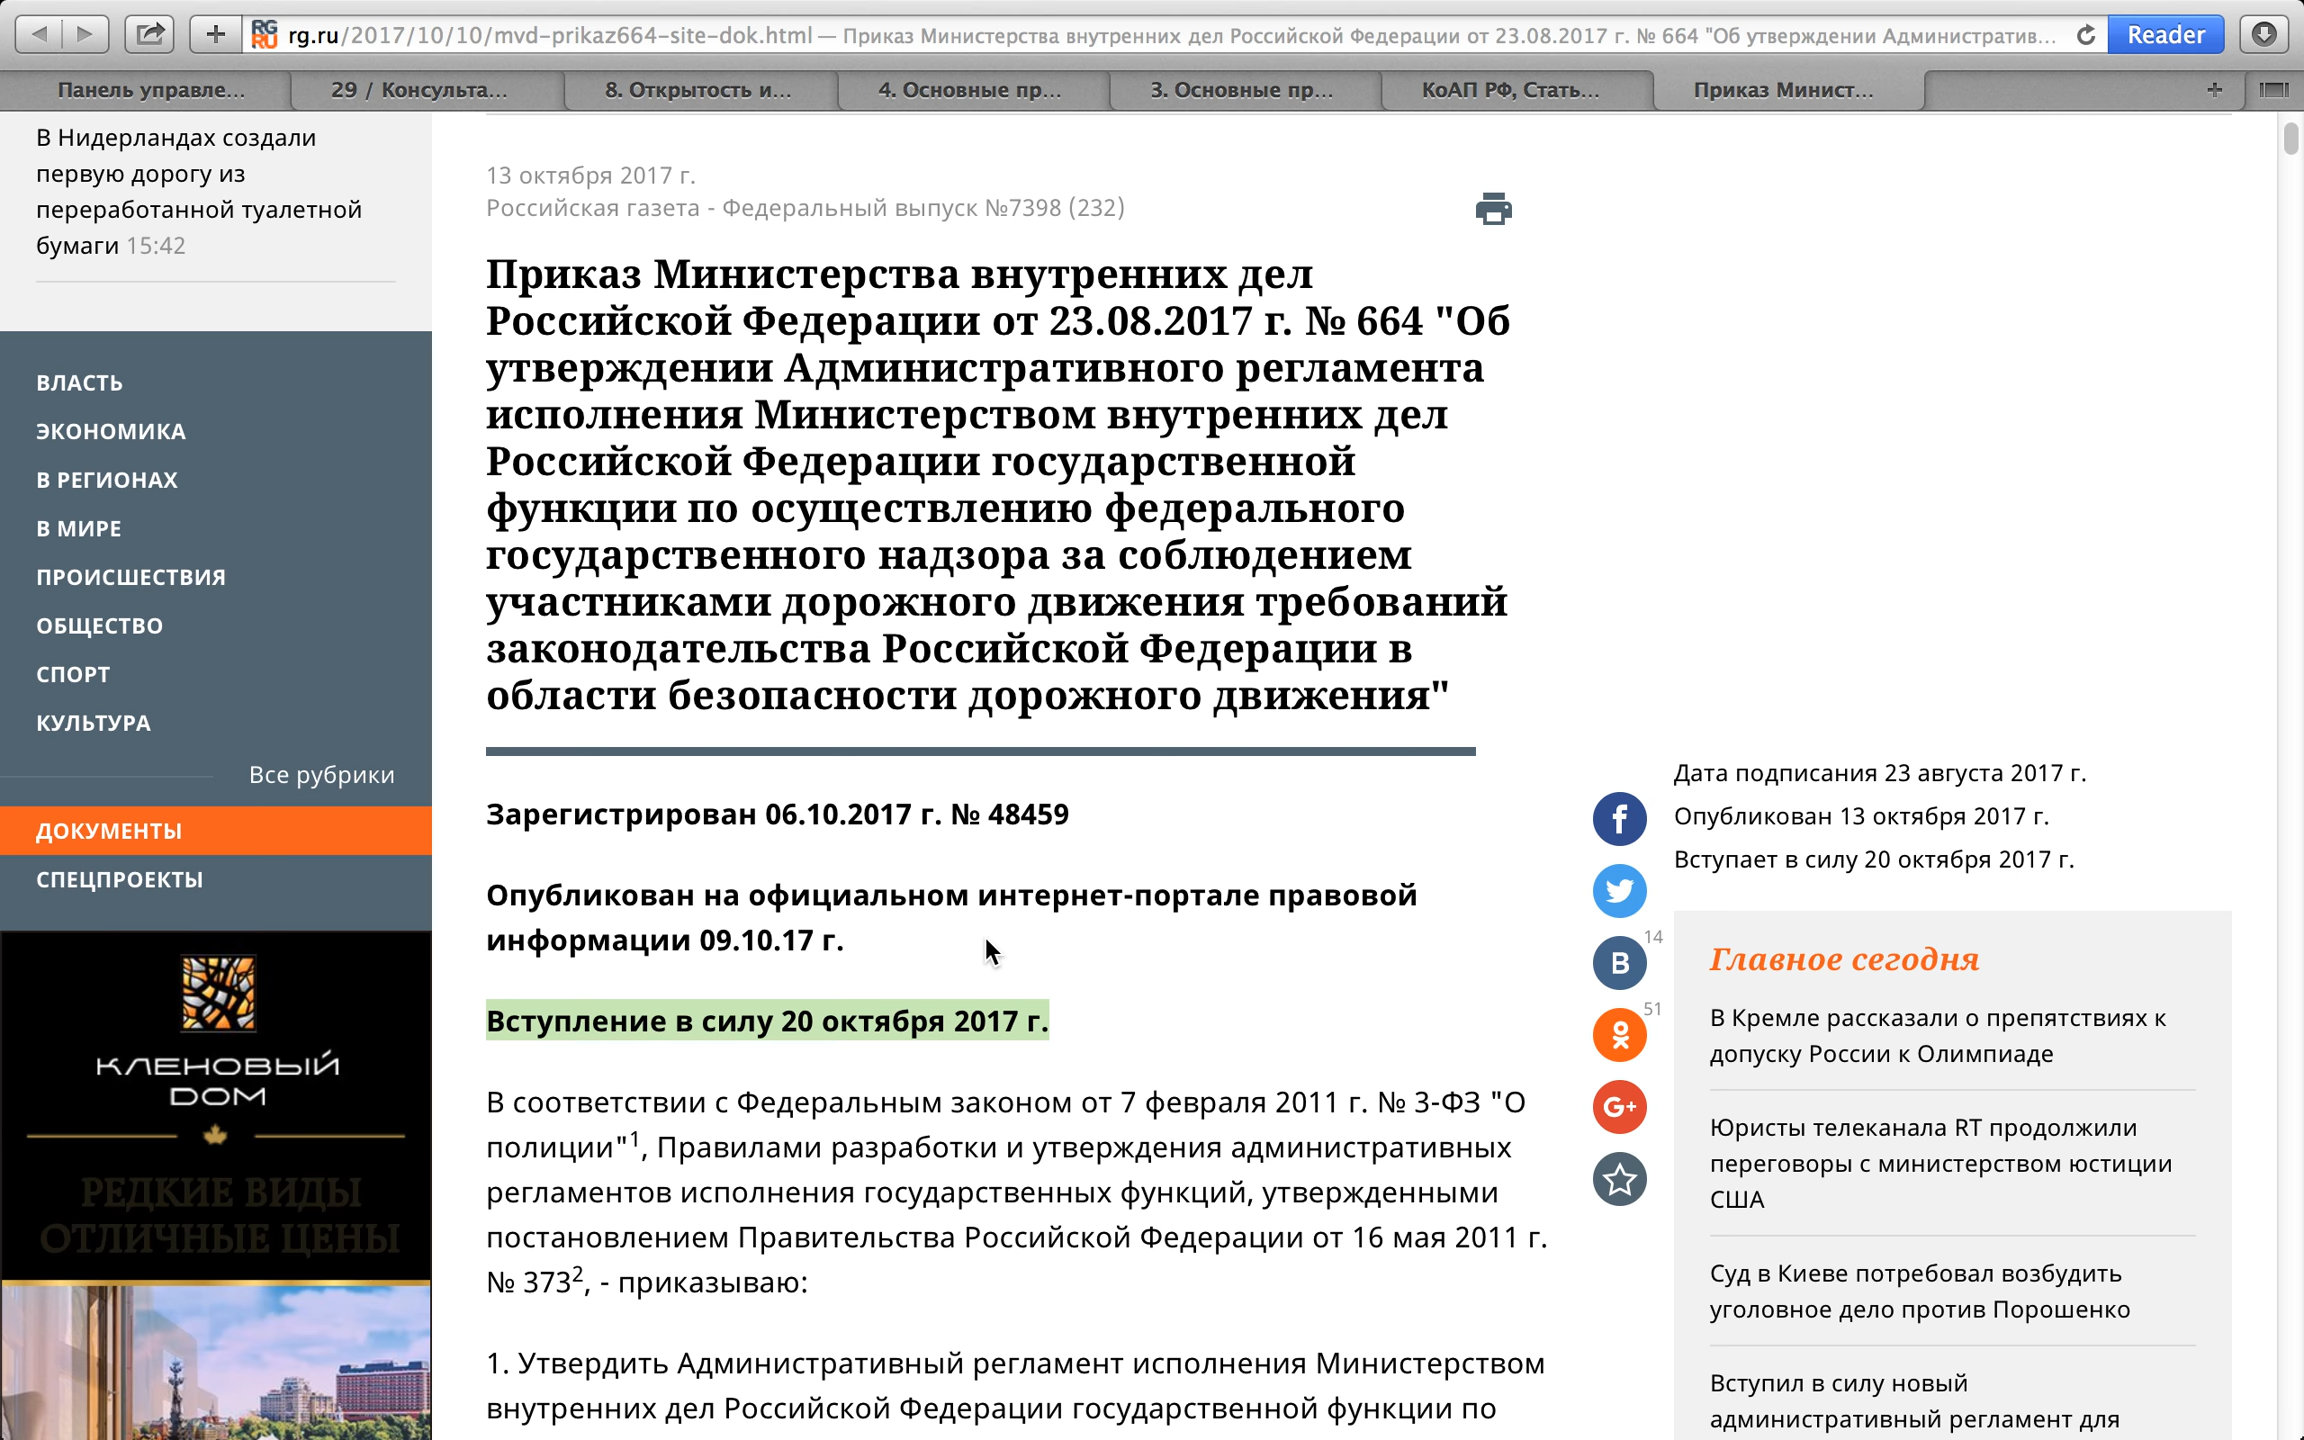 rg.ru/2017/10/10/mvd-prikaz664-site-dok.html — Приказ Министерства внутренних дел Российской Федерации от 23.08.2017 г. № 664 "Об утверждении Административ...
Reader
Панель управле...
29 / Консульта...
8. Открытость и...
4. Основные пр...
3. Основные пр...
КоАП РФ, Стать...
Приказ Минист...
В Нидерландах создали
первую дорогу из
переработанной туалетной
бумаги 15:42
ВЛАСТЬ
ЭКОНОМИКА
В РЕГИОНАХ
В МИРЕ
ПРОИСШЕСТВИЯ
ОБЩЕСТВО
СПОРТ
КУЛЬТУРА
Все рубрики
ДОКУМЕНТЫ
СПЕЦПРОЕКТЫ
КЛЕНОВЫЙ
DOM
РЕДКИЕ ВИДЫ
ОТЛИЧНЫЕ ЦЕНЫ
13 октября 2017 г.
Российская газета - Федеральный выпуск №7398 (232)
Приказ Министерства внутренних дел
Российской Федерации от 23.08.2017 г. № 664 "Об
утверждении Административного регламента
исполнения Министерством внутренних дел
Российской Федерации государственной
функции по осуществлению федерального
государственного надзора за соблюдением
участниками дорожного движения требований
законодательства Российской Федерации в
области безопасности дорожного движения"
Зарегистрирован 06.10.2017 г. № 48459
Опубликован на официальном интернет-портале правовой
информации 09.10.17 г.
Вступление в силу 20 октября 2017 г.
В соответствии с Федеральным законом от 7 февраля 2011 г. № 3-ФЗ "О
полиции"¹, Правилами разработки и утверждения административных
регламентов исполнения государственных функций, утвержденными
постановлением Правительства Российской Федерации от 16 мая 2011 г.
№ 373², - приказываю:
1. Утвердить Административный регламент исполнения Министерством
внутренних дел Российской Федерации государственной функции по
14
51
Дата подписания 23 августа 2017 г.
Опубликован 13 октября 2017 г.
Вступает в силу 20 октября 2017 г.
Главное сегодня
В Кремле рассказали о препятствиях к
допуску России к Олимпиаде
Юристы телеканала RT продолжили
переговоры с министерством юстиции
США
Суд в Киеве потребовал возбудить
уголовное дело против Порошенко
Вступил в силу новый
административный регламент для